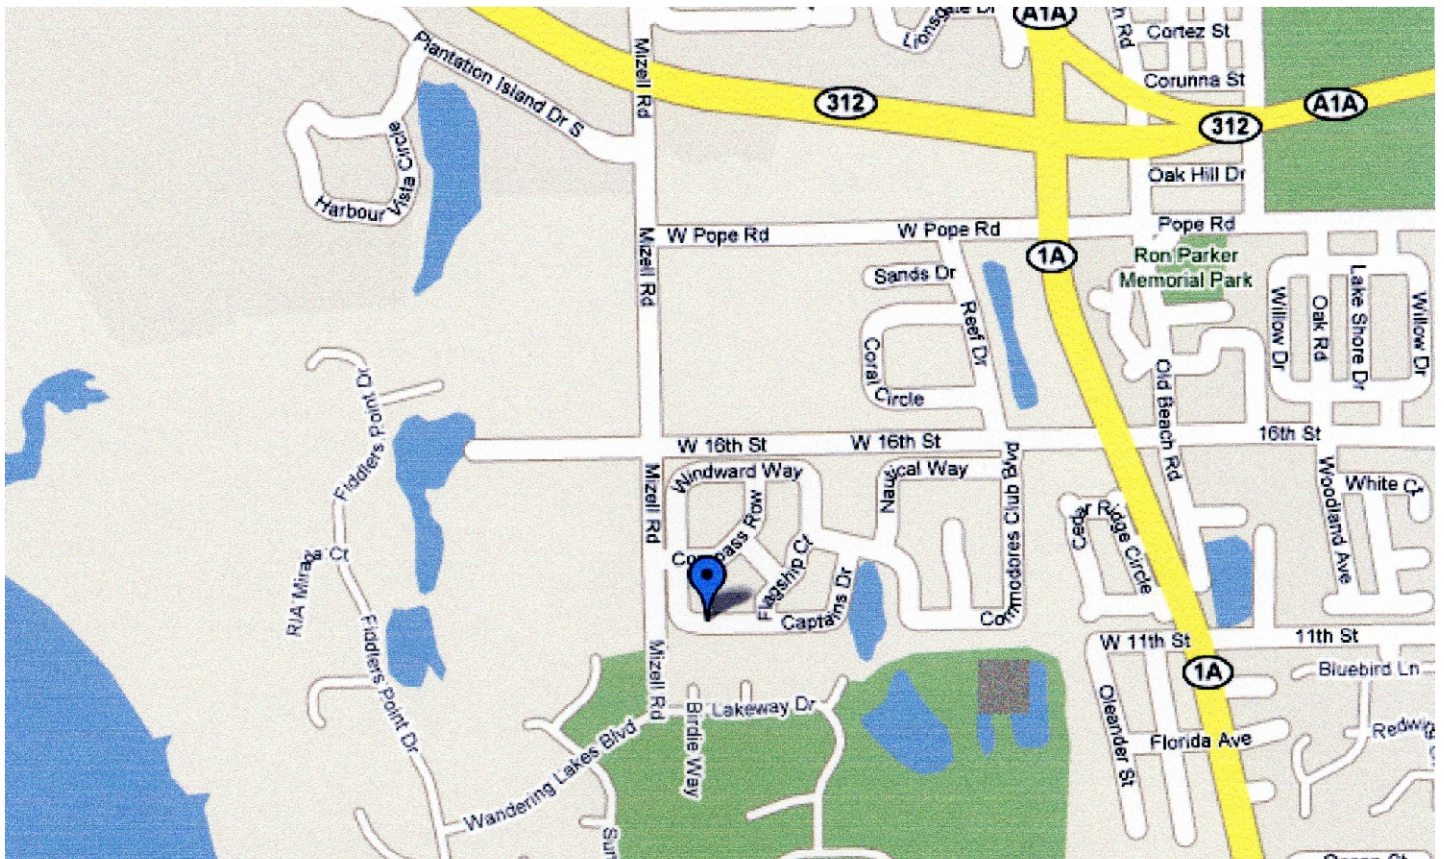 A1A
Lionsgate Dr
Cortez St
Plantation Island Dr S
Mizell Rd
Corunna St
312
A1A
312
Harbour Vista Circle
Oak Hill Dr
W Pope Rd
W Pope Rd
Pope Rd
Mizell Rd
1A
Ron Parker
Memorial Park
Sands Dr
Reef Dr
Willow Dr
Oak Rd
Lake Shore Dr
Willow Dr
Coral Circle
Old Beach Rd
Fiddlers Point Dr
W 16th St
W 16th St
16th St
Mizell Rd
Windward Way
Nautical Way
Commodores Club Blvd
Woodland Ave
White Ct
Compass Row
Flagship Ct
Cedar Ridge Circle
RIA Mirada Ct
Captains Dr
Fiddlers Point Dr
W 11th St
11th St
Mizell Rd
1A
Bluebird Ln
Birdie Way
Lakeway Dr
Oleander St
Florida Ave
Wandering Lakes Blvd